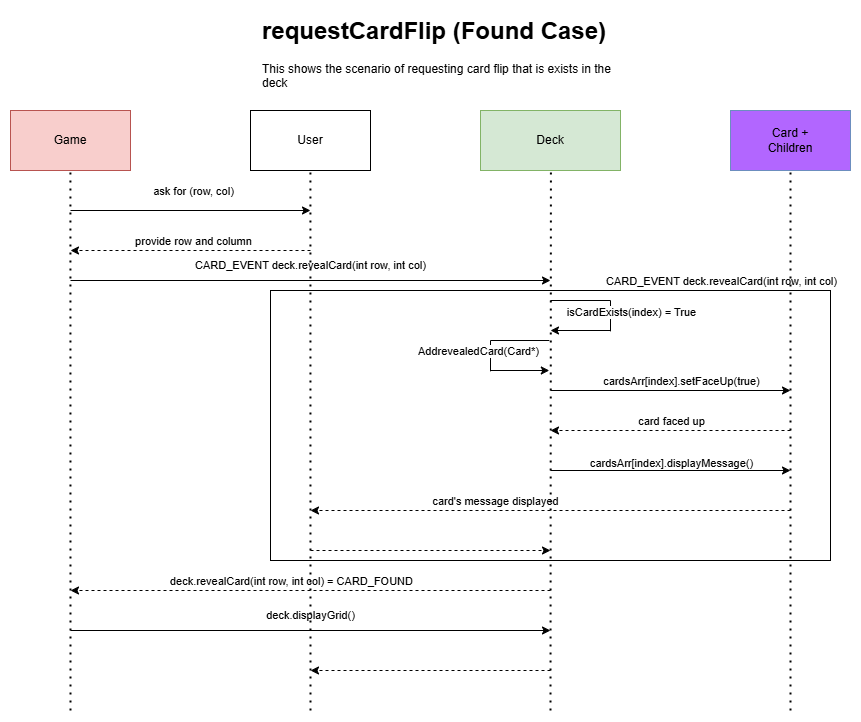 requestCardFlip (Found Case)
This shows the scenario of requesting card flip that is exists in the
deck
Game
User
Deck
Card +
Children
ask for (row, col)
provide row and column
CARD_EVENT deck.revealCard(int row, int col)
CARD_EVENT deck.revealCard(int row, int col)
isCardExists(index) = True
AddrevealedCard(Card*)
cardsArr[index].setFaceUp(true)
card faced up
cardsArr[index].displayMessage()
card's message displayed
deck.revealCard(int row, int col) = CARD_FOUND
deck.displayGrid()